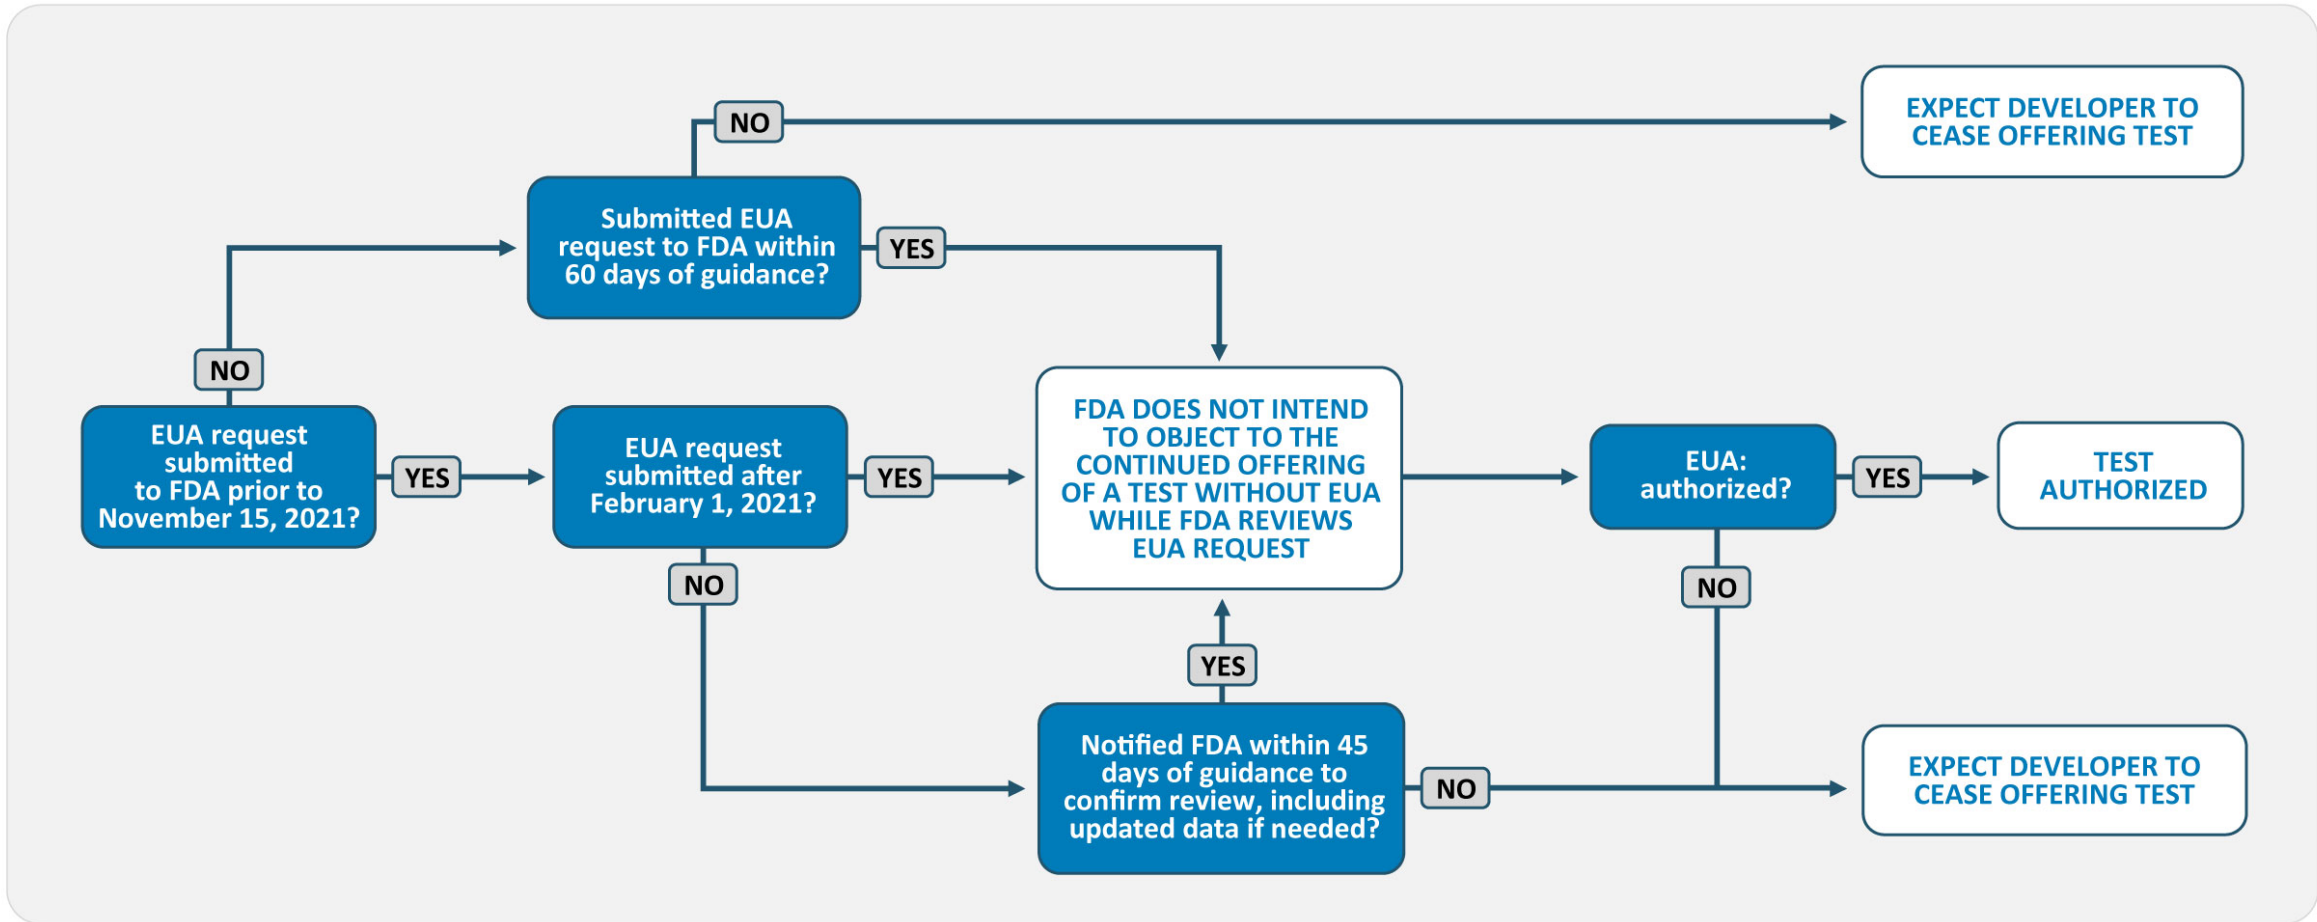 NO
EXPECT DEVELOPER TO
CEASE OFFERING TEST
Submitted EUA
request to FDA within
60 days of guidance?
YES
NO
EUA request
submitted
to FDA prior to
November 15, 2021?
YES
EUA request
submitted after
February 1, 2021?
YES
NO
FDA DOES NOT INTEND
TO OBJECT TO THE
CONTINUED OFFERING
OF A TEST WITHOUT EUA
WHILE FDA REVIEWS
EUA REQUEST
EUA:
authorized?
YES
TEST
AUTHORIZED
NO
YES
Notified FDA within 45
days of guidance to
confirm review, including
updated data if needed?
NO
EXPECT DEVELOPER TO
CEASE OFFERING TEST